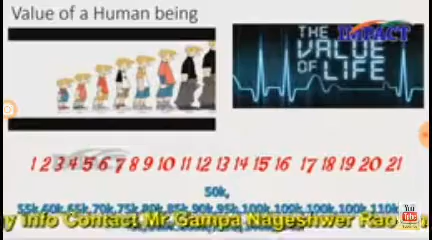 Value of a Human being
IMPACT
THE
VALUE
OF
LIFE
1 2 3 4 5 6 7 8 9 10 11 12 13 14 15 16 17 18 19 20 21
50k,
55k,60k,65k,70k,75k,80k,85k,90k,95k,100k,100k,100k,100k,110k
y Info Contact Mr Gampa Nageshwer Rao
You
Tube